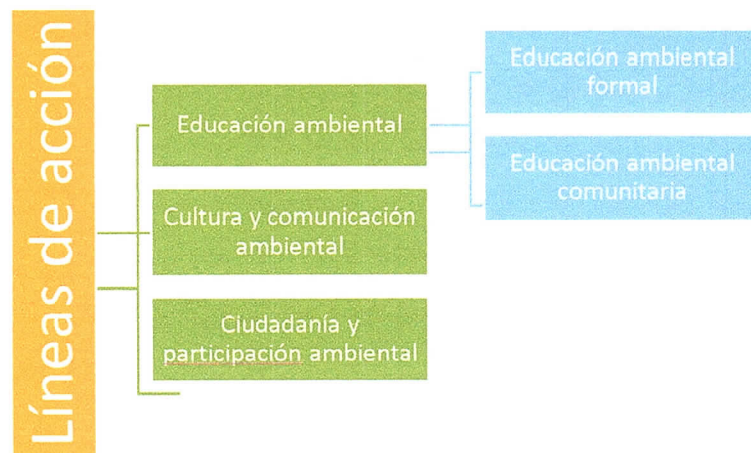 Líneas de acción
Educación ambiental
Cultura y comunicación
ambiental
Ciudadanía y
participación ambiental
Educación ambiental
formal
Educación ambiental
comunitaria